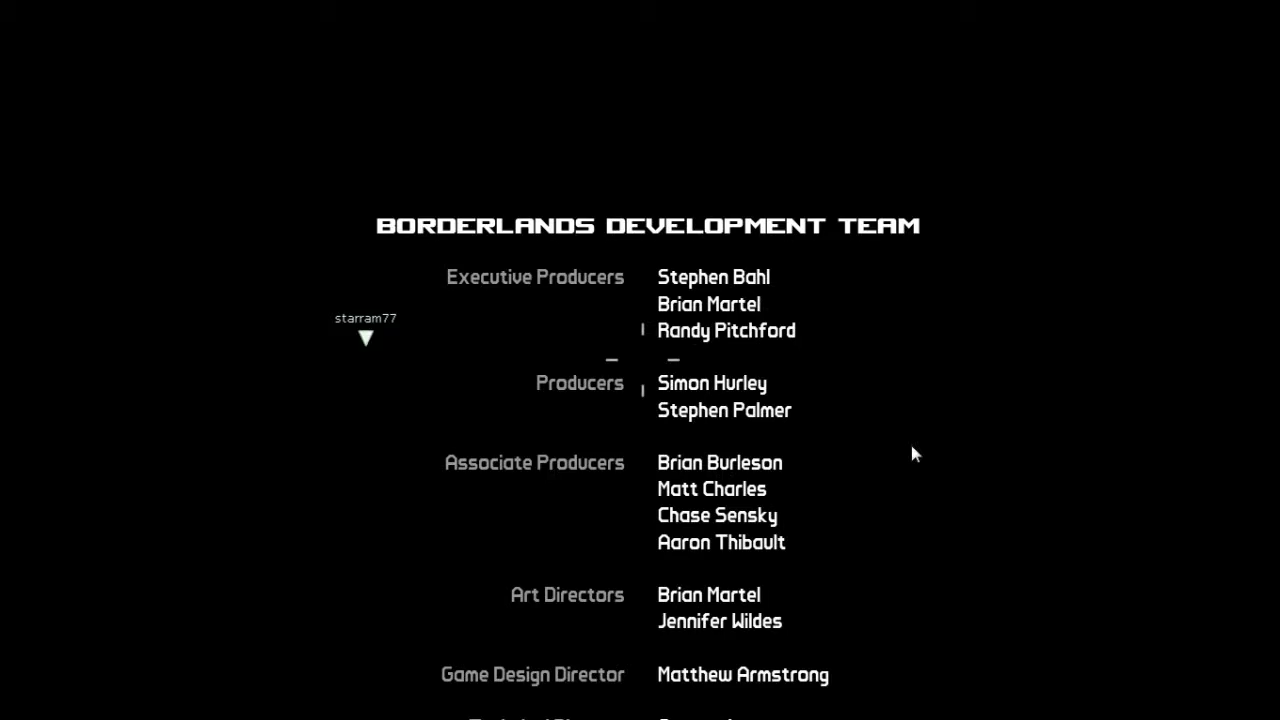 BORDERLANDS DEVELOPMENT TEAM
Executive Producers Stephen Bahl
Brian Martel
starram77
Randy Pitchford
Producers Simon Hurley
Stephen Palmer
Associate Producers Brian Burleson
Matt Charles
Chase Sensky
Aaron Thibault
Art Directors Brian Martel
Jennifer Wildes
Game Design Director Matthew Armstrong